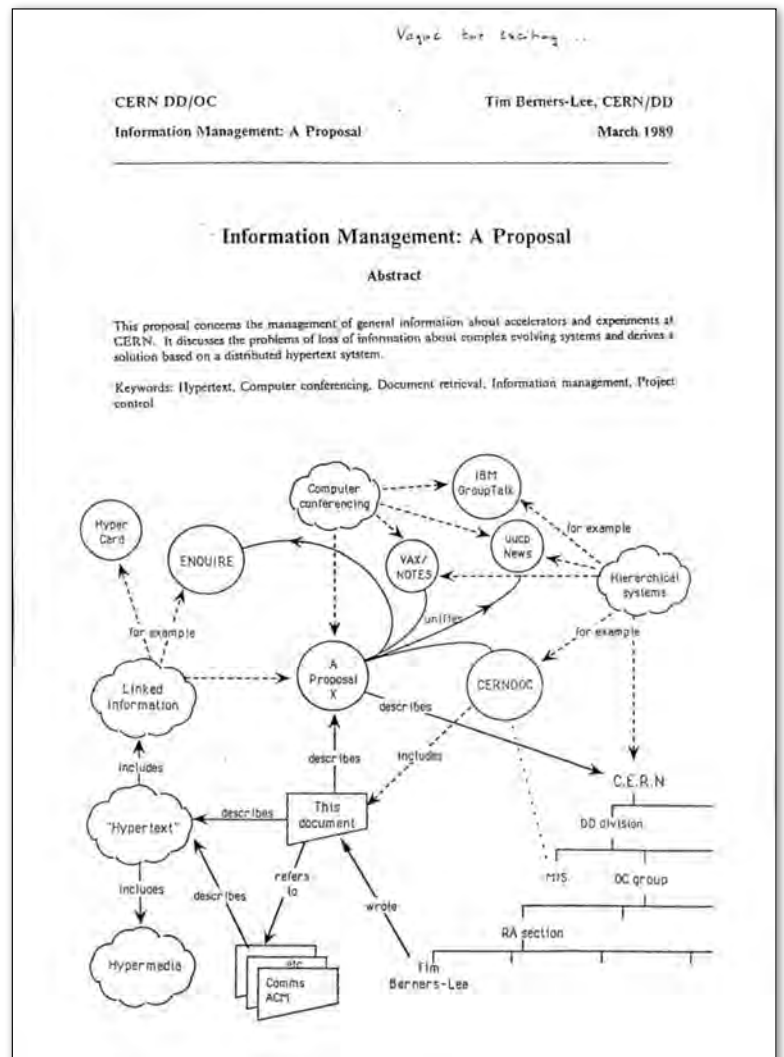 Vague but exciting ...
CERN DD/OC
Tim Berners-Lee, CERN/DD
Information Management: A Proposal
March 1989
Information Management: A Proposal
Abstract
This proposal concerns the management of general information about accelerators and experiments at
CERN. It discusses the problems of loss of information about complex evolving systems and derives a
solution based on a distributed hypertext sytstem.
Keywords: Hypertext, Computer conferencing, Document retrieval, Information management, Project
control
IBM
GroupTalk
Computer
conferencing
Hyper
Card
ENQUIRE
VAX/
NOTES
uucp
News
for example
Hierarchical
systems
unifies
for example
for example
Linked
information
A
Proposal
X
CERNDOC
describes
includes
describes
includes
C.E.R.N
"Hypertext"
describes
This
document
DD division
includes
describes
refers
to
wrote
MIS
OC group
RA section
Hypermedia
etc
Comms
ACM
Tim
Berners-Lee